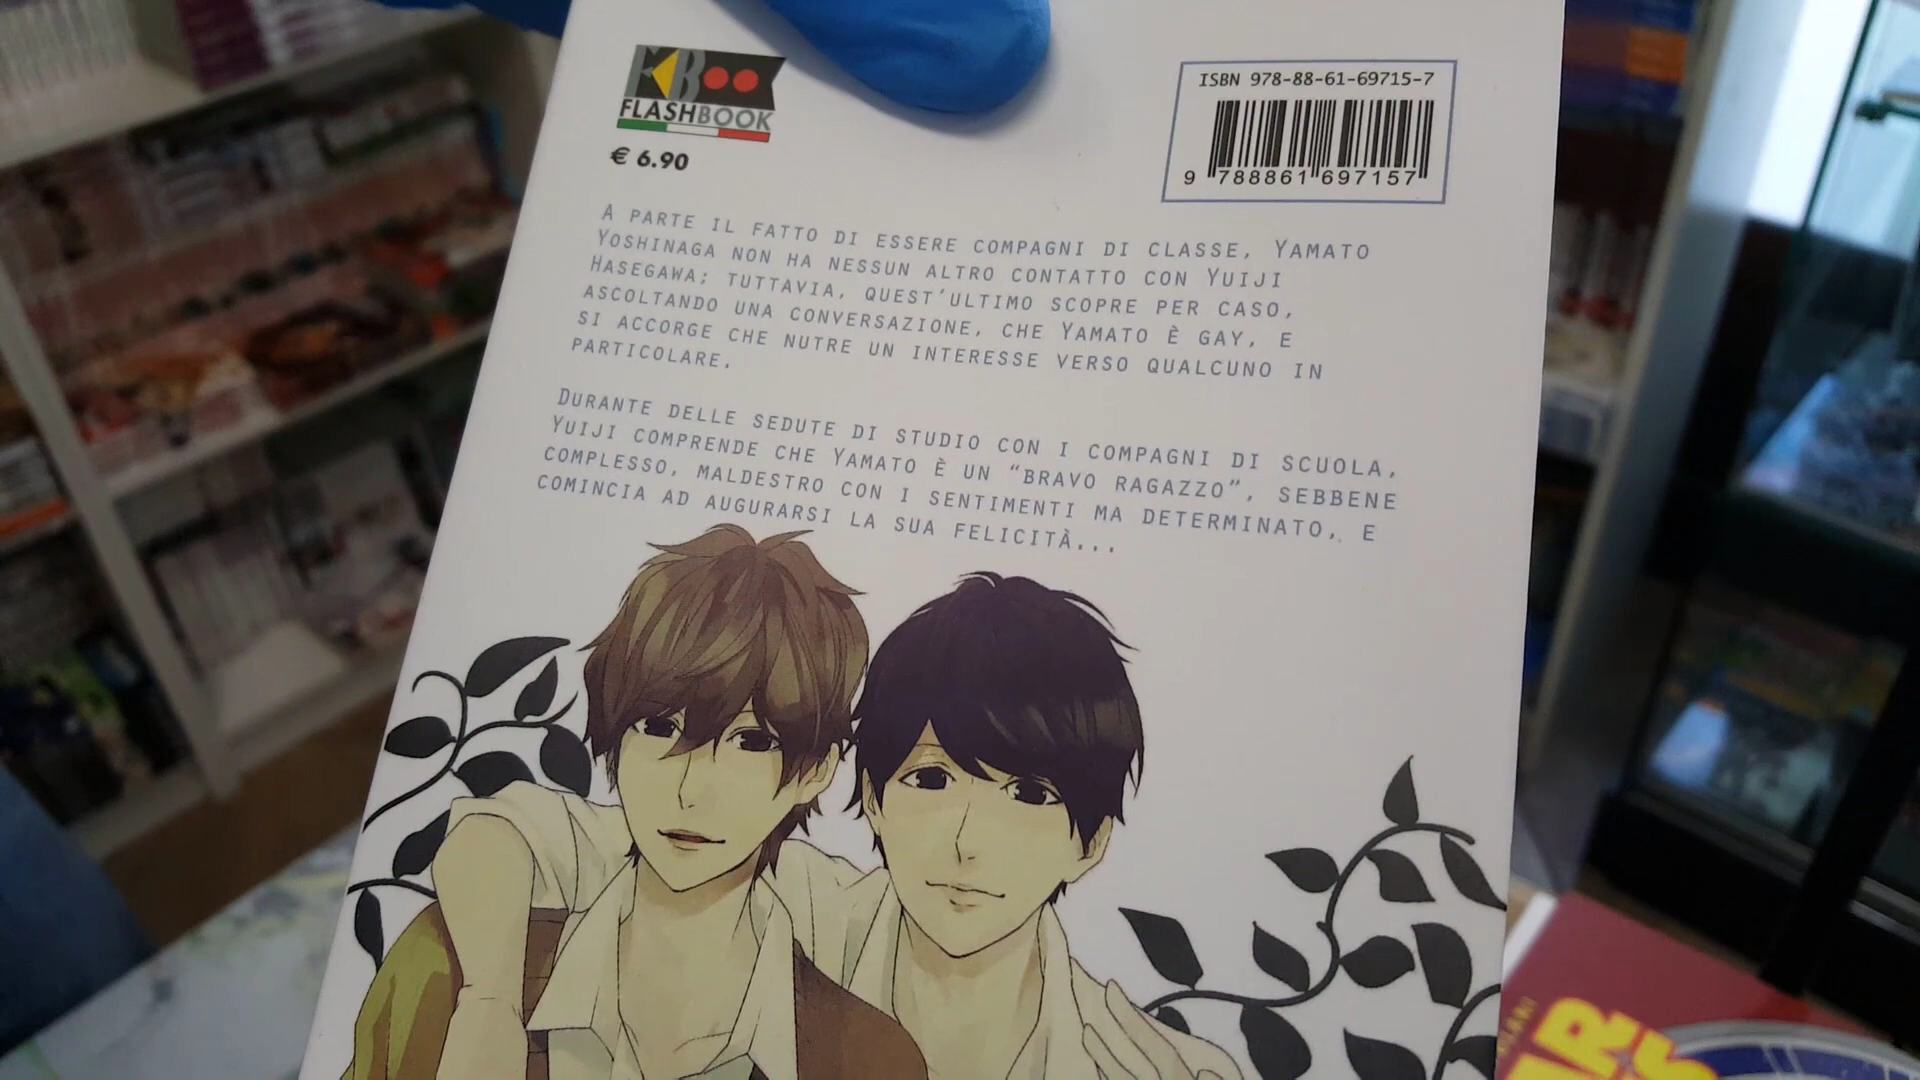 FLASHBOOK
€ 6.90
ISBN 978-88-61-69715-7
9 788861 697157
A PARTE IL FATTO DI ESSERE COMPAGNI DI CLASSE, YAMATO
YOSHINAGA NON HA NESSUN ALTRO CONTATTO CON YUIJI
HASEGAWA; TUTTAVIA, QUEST'ULTIMO SCOPRE PER CASO,
ASCOLTANDO UNA CONVERSAZIONE, CHE YAMATO È GAY, E
SI ACCORGE CHE NUTRE UN INTERESSE VERSO QUALCUNO IN
PARTICOLARE.
DURANTE DELLE SEDUTE DI STUDIO CON I COMPAGNI DI SCUOLA,
YUIJI COMPRENDE CHE YAMATO È UN “BRAVO RAGAZZO”, SEBBENE
COMPLESSO, MALDESTRO CON I SENTIMENTI MA DETERMINATO, E
COMINCIA AD AUGURARSI LA SUA FELICITÀ...